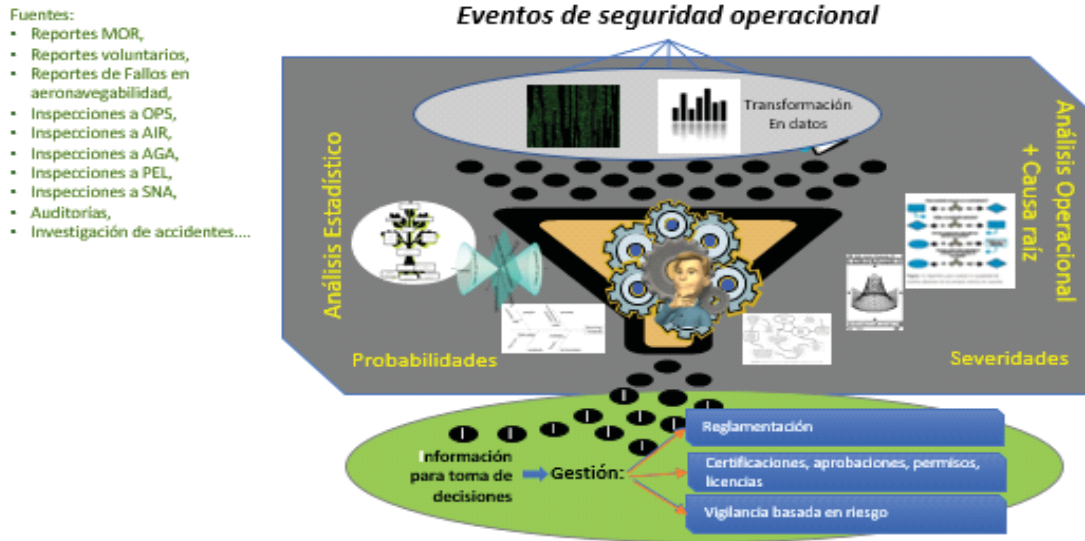 Eventos de seguridad operacional
Fuentes:
▪ Reportes MOR,
▪ Reportes voluntarios,
▪ Reportes de Fallos en
aeronavegabilidad,
▪ Inspecciones a OPS,
▪ Inspecciones a AIR,
▪ Inspecciones a AGA,
▪ Inspecciones a PEL,
▪ Inspecciones a SNA,
▪ Auditorías,
▪ Investigación de accidentes....
Transformación
En datos
Análisis Estadístico
Análisis Operacional
+ Causa raíz
Probabilidades
Severidades
I
I I I I I
Información
para toma de
decisiones
Gestión:
Reglamentación
Certificaciones, aprobaciones, permisos,
licencias
Vigilancia basada en riesgo